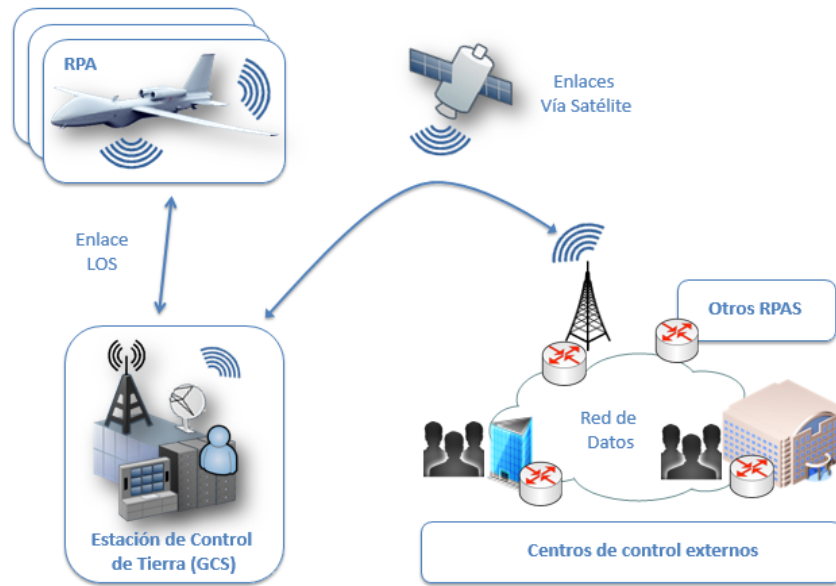 RPA
Enlaces
Vía Satélite
Enlace
LOS
Otros RPAS
Red de
Datos
Estación de Control
de Tierra (GCS)
Centros de control externos